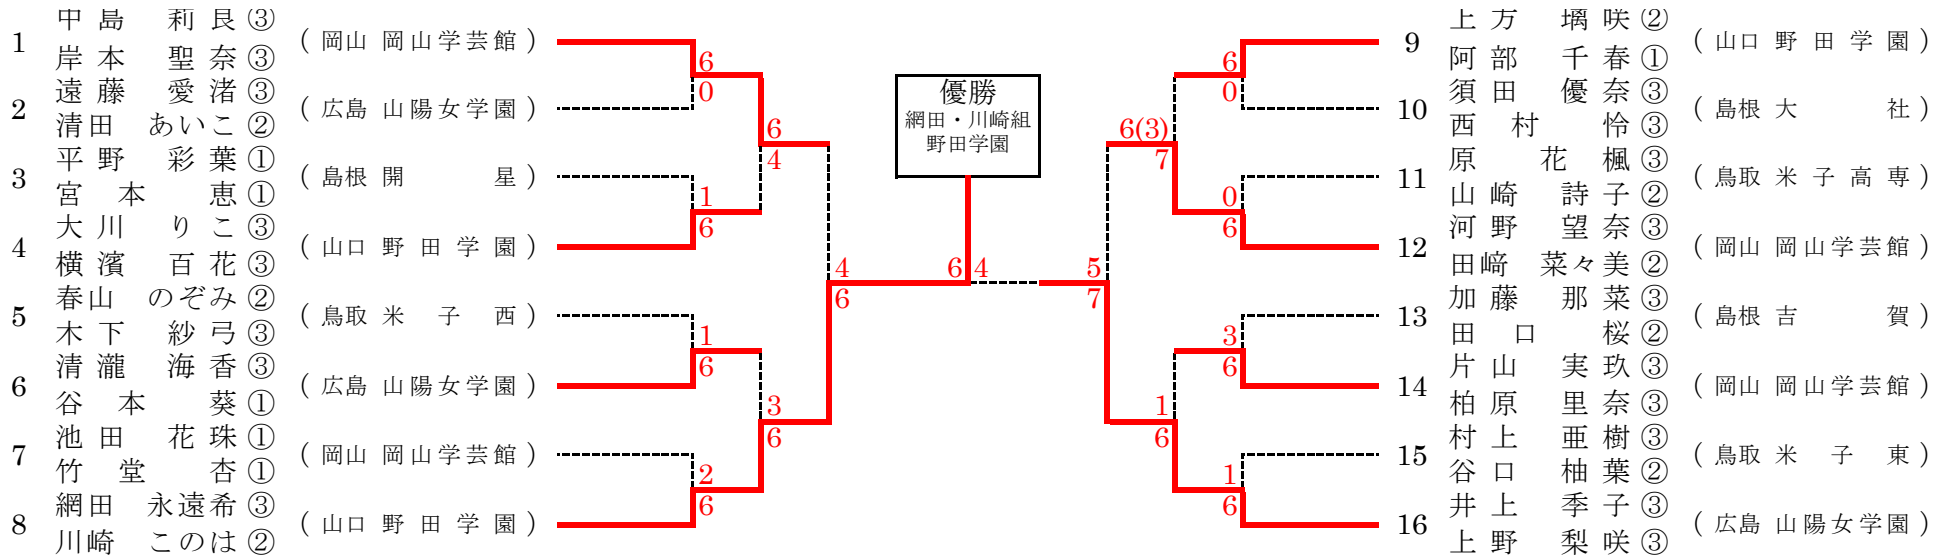 1 中島 莉良③ (岡山 岡山学芸館)
岸本 聖奈③
2 遠藤 愛渚③ (広島 山陽女学園)
清田 あいこ②
3 平野 彩葉① (島根 開星)
宮本 恵①
4 大川 りこ③ (山口 野田学園)
横濱 百花③
5 春山 のぞみ② (鳥取 米子西)
木下 紗弓③
6 清瀧 海香③ (広島 山陽女学園)
谷本 葵①
7 池田 花珠① (岡山 岡山学芸館)
竹堂 杏①
8 網田 永遠希③ (山口 野田学園)
川崎 このは②
6
0
1
6
1
6
2
6
6
4
3
6
4
6
優勝
網田・川崎組
野田学園
6 4
5
7
6(3)
7
1
6
6
0
0
6
3
6
1
6
9 上方 璃咲② (山口 野田学園)
阿部 千春①
10 須田 優奈③ (島根 大社)
西村 怜③
11 原 花楓③ (鳥取 米子高専)
山崎 詩子②
12 河野 望奈③ (岡山 岡山学芸館)
田﨑 菜々美②
13 加藤 那菜③ (島根 吉賀)
田口 桜②
14 片山 実玖③ (岡山 岡山学芸館)
柏原 里奈③
15 村上 亜樹③ (鳥取 米子東)
谷口 柚葉②
16 井上 季子③ (広島 山陽女学園)
上野 梨咲③